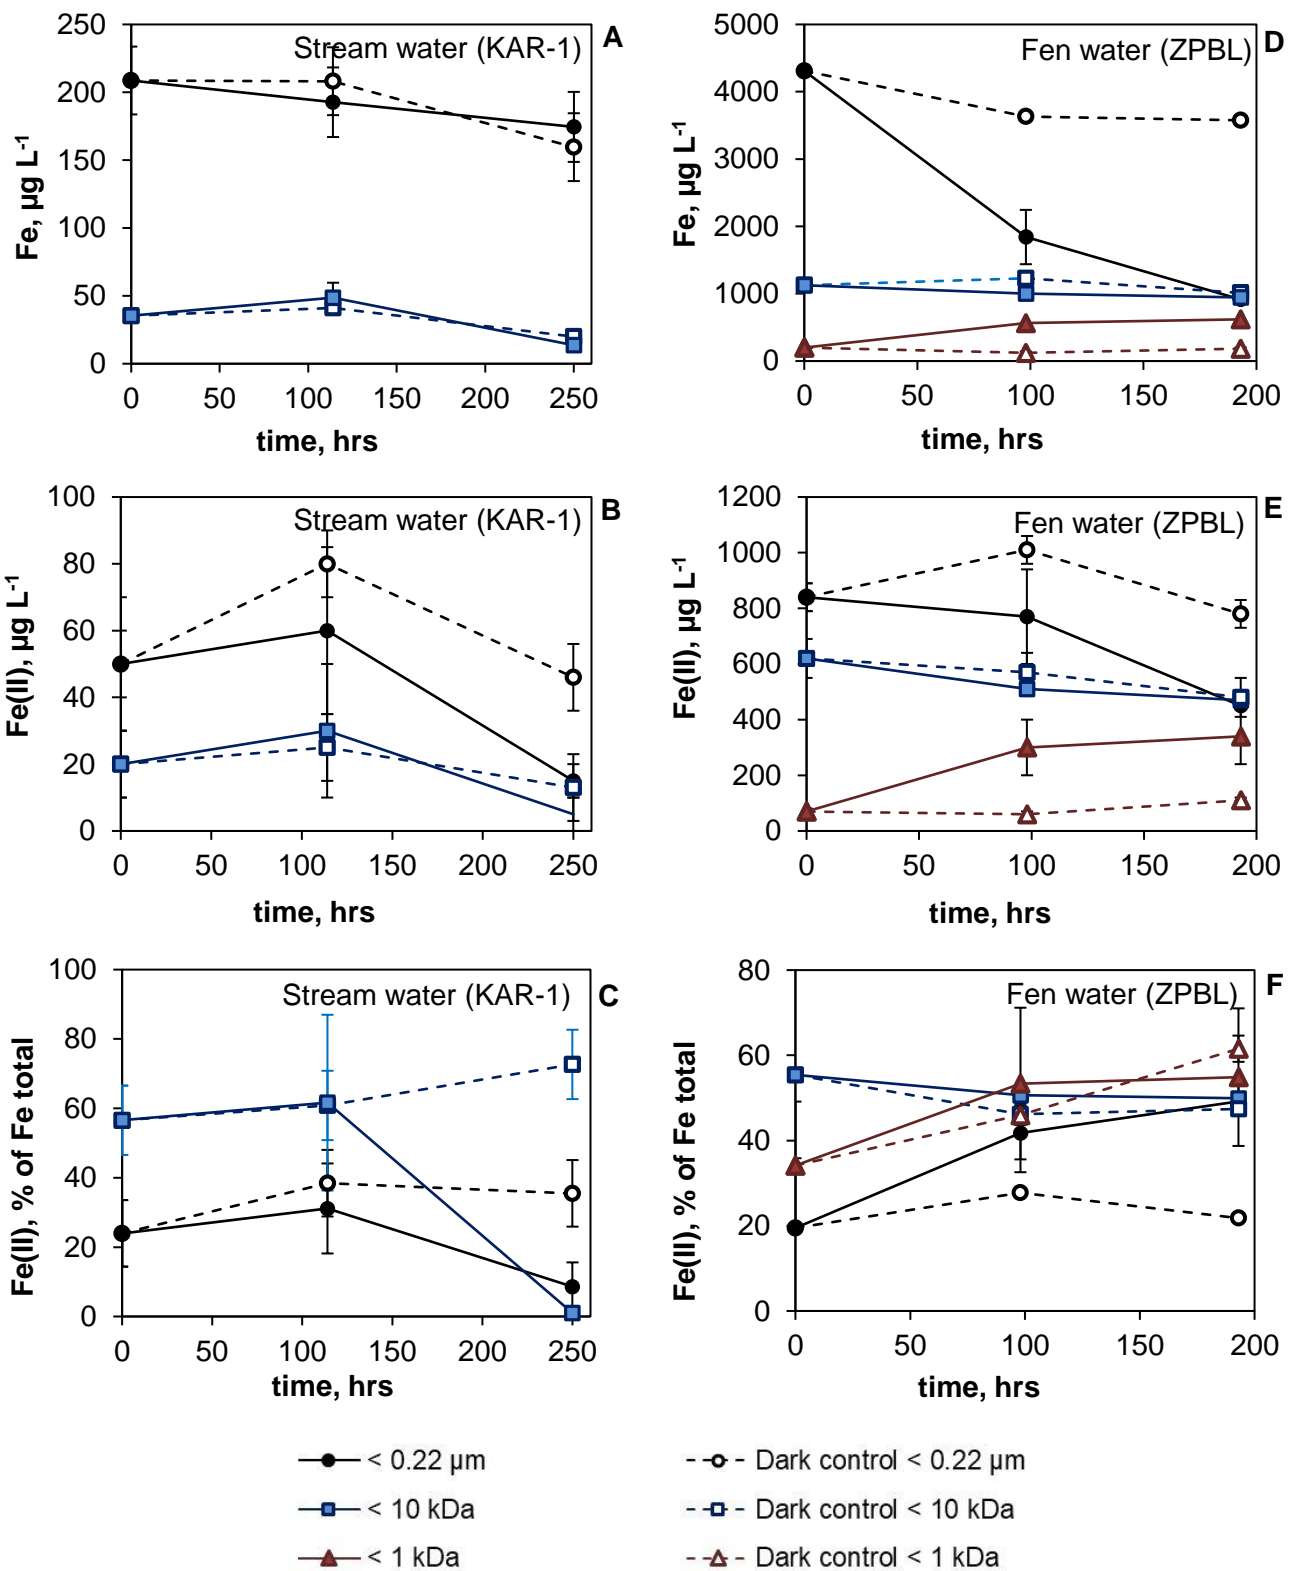 Stream water (KAR-1) A
250
200
150
100
50
0
Fe, µg L-1
0 50 100 150 200 250
time, hrs
Fen water (ZPBL) D
5000
4000
3000
2000
1000
0
Fe, µg L-1
0 50 100 150 200
time, hrs
Stream water (KAR-1) B
100
80
60
40
20
0
Fe(II), µg L-1
0 50 100 150 200 250
time, hrs
Fen water (ZPBL) E
1200
1000
800
600
400
200
0
Fe(II), µg L-1
0 50 100 150 200
time, hrs
Stream water (KAR-1) C
100
80
60
40
20
0
Fe(II), % of Fe total
0 50 100 150 200 250
time, hrs
Fen water (ZPBL) F
80
60
40
20
0
Fe(II), % of Fe total
0 50 100 150 200
time, hrs
< 0.22 µm
Dark control < 0.22 µm
< 10 kDa
Dark control < 10 kDa
< 1 kDa
Dark control < 1 kDa